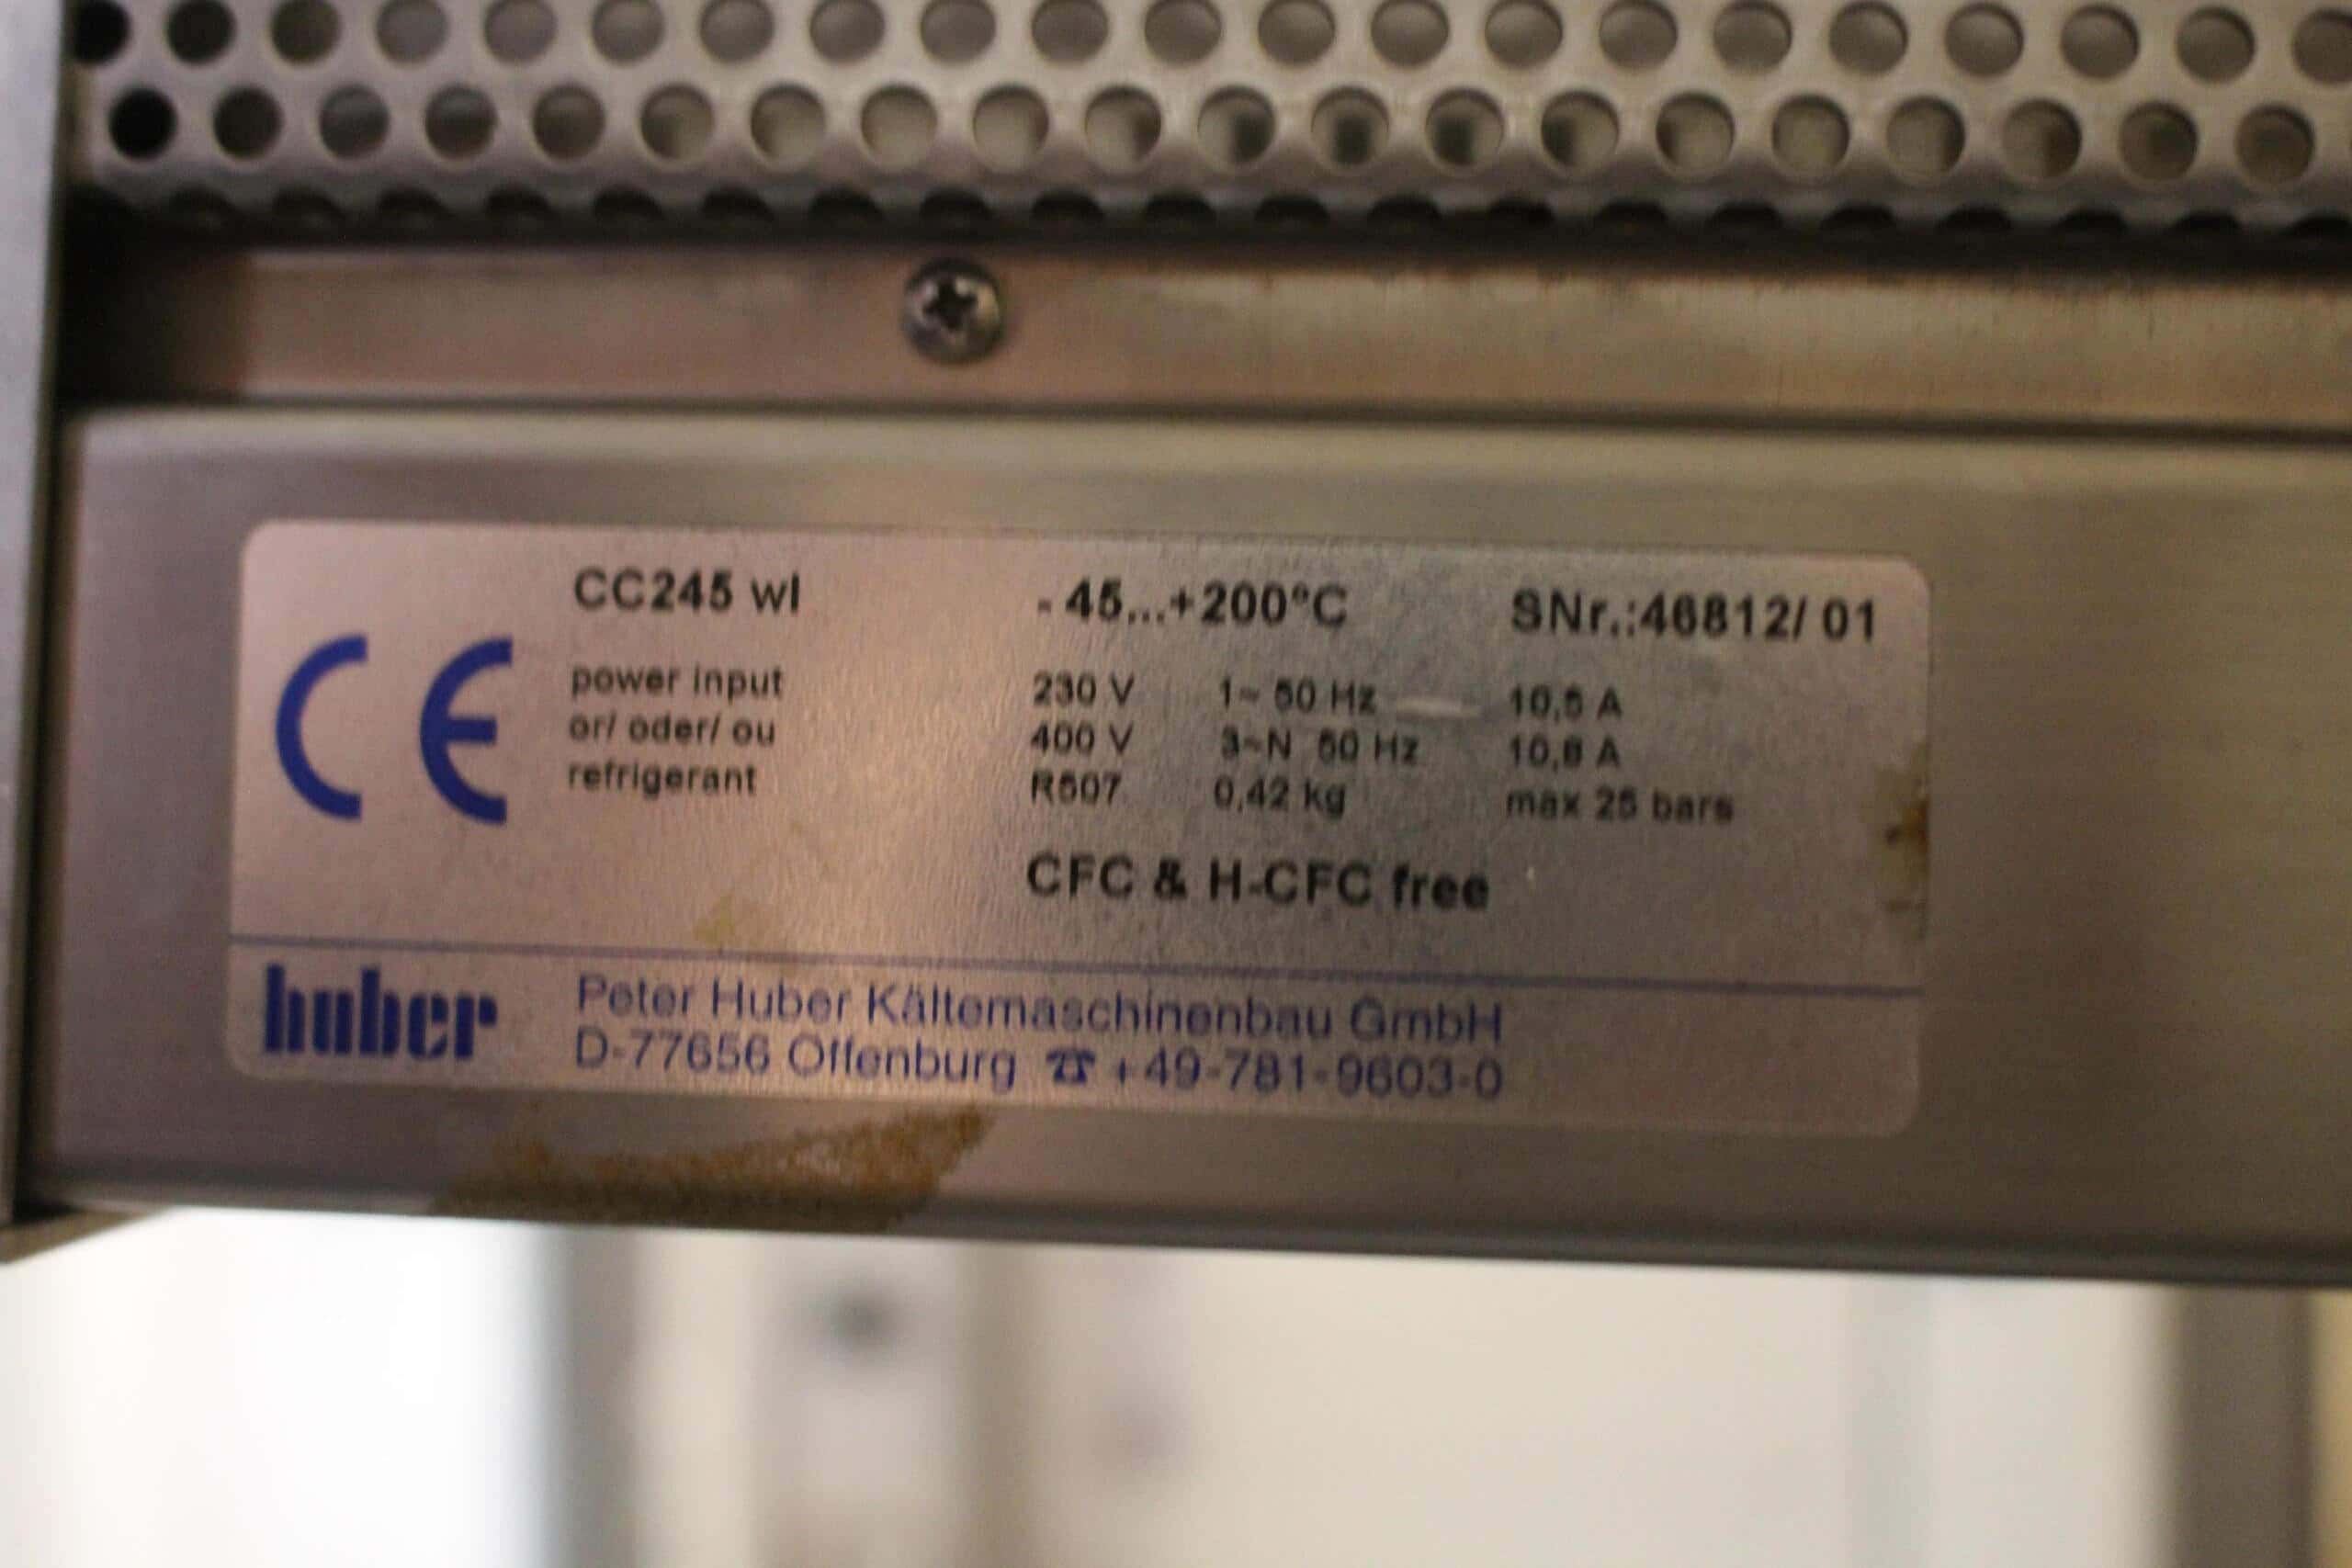 CC245 wl - 45...+200°C SNr.:46812/ 01
CE
power input 230 V 1~ 50 Hz 10,5 A
or/ oder/ ou 400 V 3~N 50 Hz
refrigerant R507 0,42 kg max 25 bars
CFC & H-CFC free
huber
Peter Huber Kältemaschinenbau GmbH
D-77656 Offenburg ☎ +49-781-9603-0